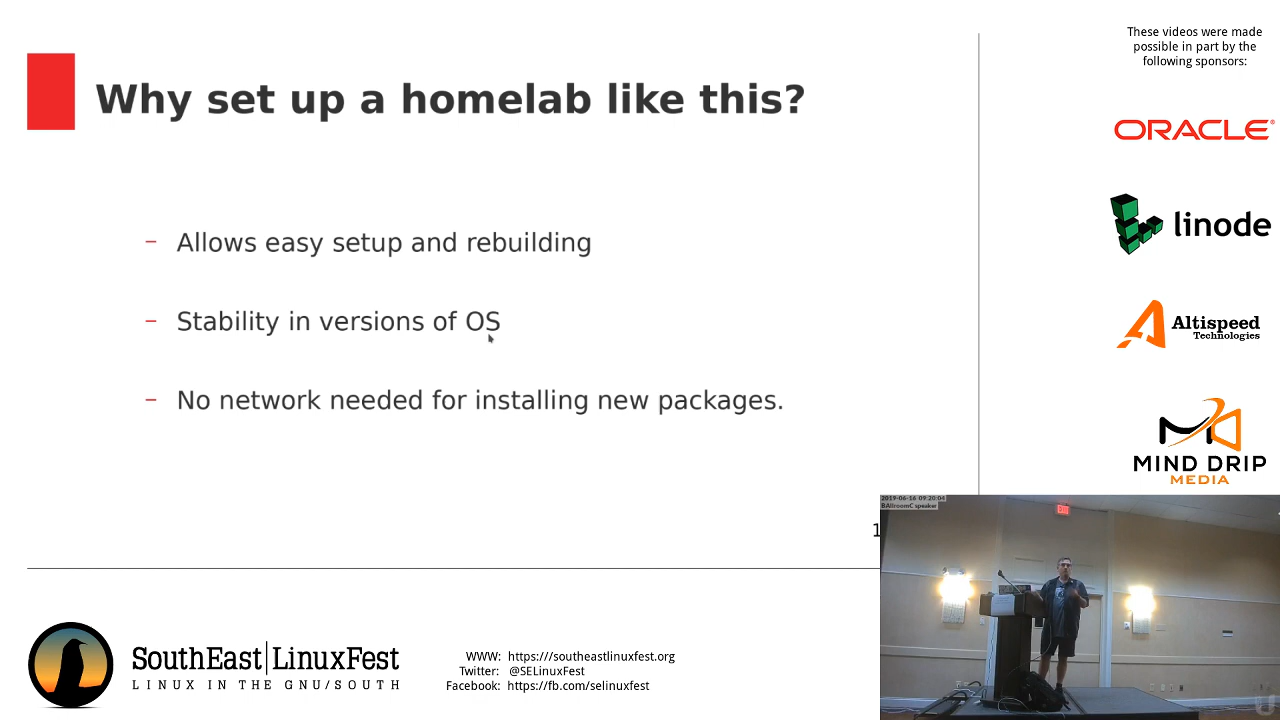 These videos were made
possible in part by the
following sponsors:
Why set up a homelab like this?
ORACLE®
linode
Altispeed
Technologies
MIND DRIP
MEDIA
– Allows easy setup and rebuilding
– Stability in versions of OS
– No network needed for installing new packages.
1
2019-06-16 09:20:04
BAllroomC speaker
EXIT
SouthEast|LinuxFest
LINUX IN THE GNU/SOUTH
WWW: https:///southeastlinuxfest.org
Twitter: @SELinuxFest
Facebook: https://fb.com/selinuxfest